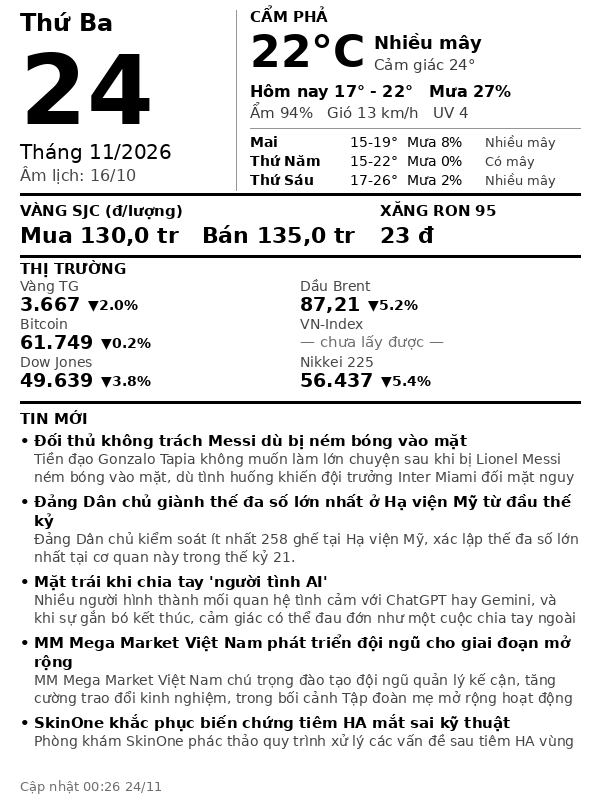 Thứ Ba
24
Tháng 11/2026
Âm lịch: 16/10
CẨM PHẢ
22°C Nhiều mây
Cảm giác 24°
Hôm nay 17° - 22° Mưa 27%
Ẩm 94% Gió 13 km/h UV 4
Mai 15-19° Mưa 8% Nhiều mây
Thứ Năm 15-22° Mưa 0% Có mây
Thứ Sáu 17-26° Mưa 2% Nhiều mây
VÀNG SJC (đ/lượng)
Mua 130,0 tr Bán 135,0 tr
XĂNG RON 95
23 đ
THỊ TRƯỜNG
Vàng TG
3.667 ▼2.0%
Dầu Brent
87,21 ▼5.2%
Bitcoin
61.749 ▼0.2%
VN-Index
— chưa lấy được —
Dow Jones
49.639 ▼3.8%
Nikkei 225
56.437 ▼5.4%
TIN MỚI
• Đối thủ không trách Messi dù bị ném bóng vào mặt
Tiền đạo Gonzalo Tapia không muốn làm lớn chuyện sau khi bị Lionel Messi
ném bóng vào mặt, dù tình huống khiến đội trưởng Inter Miami đối mặt nguy
• Đảng Dân chủ giành thế đa số lớn nhất ở Hạ viện Mỹ từ đầu thế
kỷ
Đảng Dân chủ kiểm soát ít nhất 258 ghế tại Hạ viện Mỹ, xác lập thế đa số lớn
nhất tại cơ quan này trong thế kỷ 21.
• Mặt trái khi chia tay 'người tình AI'
Nhiều người hình thành mối quan hệ tình cảm với ChatGPT hay Gemini, và
khi sự gắn bó kết thúc, cảm giác có thể đau đớn như một cuộc chia tay ngoài
• MM Mega Market Việt Nam phát triển đội ngũ cho giai đoạn mở
rộng
MM Mega Market Việt Nam chú trọng đào tạo đội ngũ quản lý kế cận, tăng
cường trao đổi kinh nghiệm, trong bối cảnh Tập đoàn mẹ mở rộng hoạt động
• SkinOne khắc phục biến chứng tiêm HA mắt sai kỹ thuật
Phòng khám SkinOne phác thảo quy trình xử lý các vấn đề sau tiêm HA vùng
Cập nhật 00:26 24/11